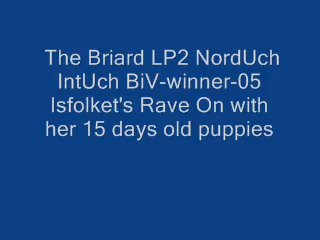 The Briard LP2 NordUch
IntUch BiV-winner-05
Isfolket's Rave On with
her 15 days old puppies